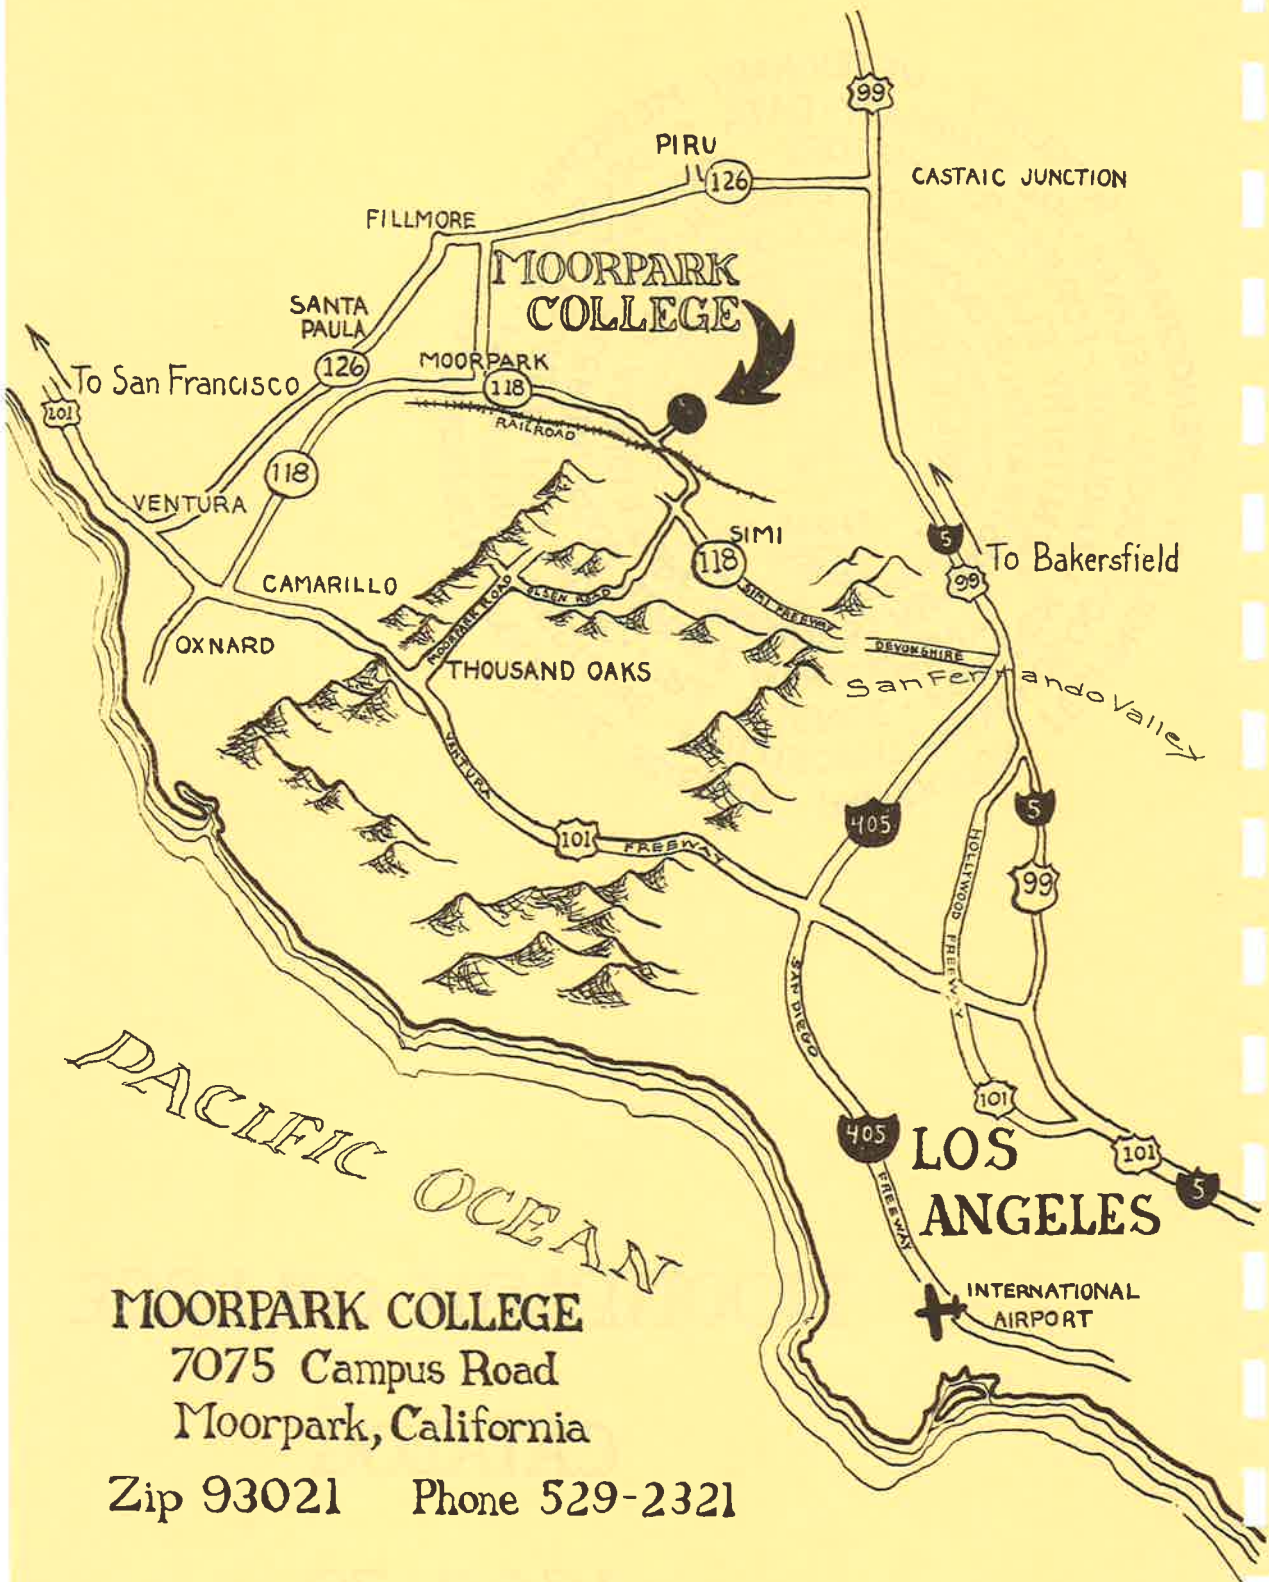 99
PIRU
126
CASTAIC JUNCTION
FILLMORE
MOORPARK
COLLEGE
SANTA
PAULA
126
MOORPARK
118
To San Francisco
101
RAILROAD
118
VENTURA
5
SIMI
118
To Bakersfield
99
CAMARILLO
MOORPARK ROAD
OLSEN ROAD
SIMI FREEWAY
DEVONSHIRE
OXNARD
THOUSAND OAKS
San Fernando Valley
VENTURA
101
FREEWAY
405
5
HOLLYWOOD FREEWAY
99
SAN DIEGO
PACIFIC OCEAN
101
405
LOS
ANGELES
101
5
FREEWAY
INTERNATIONAL
AIRPORT
MOORPARK COLLEGE
7075 Campus Road
Moorpark, California
Zip 93021 Phone 529-2321